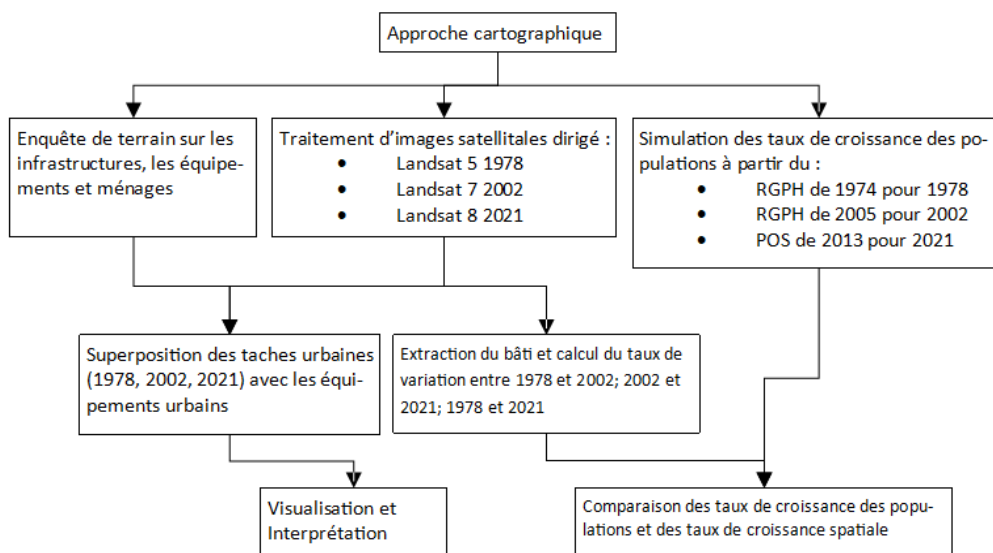 Approche cartographique
Enquête de terrain sur les
infrastructures, les équipe-
ments et ménages
Traitement d’images satellitales dirigé :
• Landsat 5 1978
• Landsat 7 2002
• Landsat 8 2021
Simulation des taux de croissance des po-
pulations à partir du :
• RGPH de 1974 pour 1978
• RGPH de 2005 pour 2002
• POS de 2013 pour 2021
Superposition des taches urbaines
(1978, 2002, 2021) avec les équi-
pements urbains
Extraction du bâti et calcul du taux de
variation entre 1978 et 2002; 2002 et
2021; 1978 et 2021
Visualisation et
Interprétation
Comparaison des taux de croissance des popu-
lations et des taux de croissance spatiale